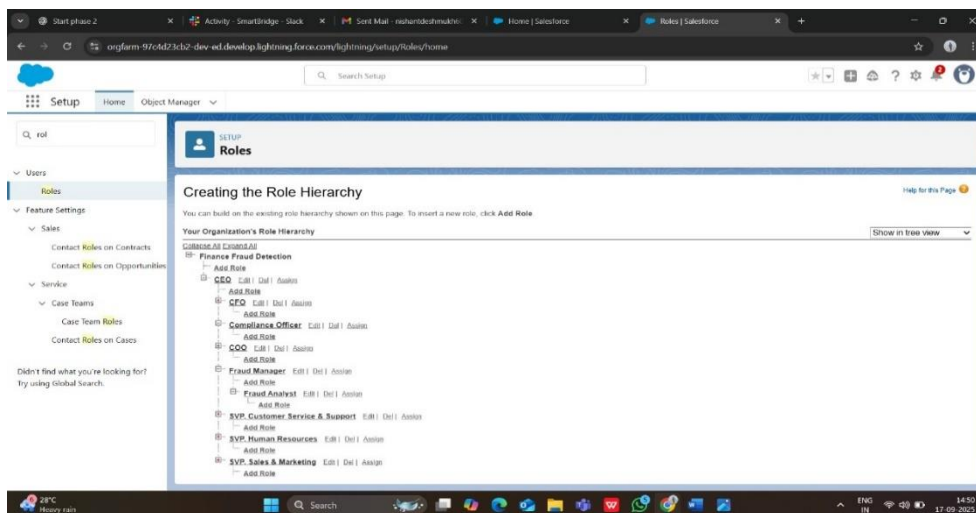 Start phase 2
Activity - SmartBridge - Slack
Sent Mail - nishantdeshmukh
Home | Salesforce
Roles | Salesforce
orgfarm-97c4d23cb2-dev-ed.develop.lightning.force.com/lightning/setup/Roles/home
Search Setup
Setup
Home
Object Manager
rol
Users
Roles
Feature Settings
Sales
Contact Roles on Contracts
Contact Roles on Opportunities
Service
Case Teams
Case Team Roles
Contact Roles on Cases
Didn't find what you're looking for?
Try using Global Search.
SETUP
Roles
Creating the Role Hierarchy
Help for this Page
You can build on the existing role hierarchy shown on this page. To insert a new role, click Add Role
Your Organization's Role Hierarchy
Show in tree view
Collapse All Expand All
Finance Fraud Detection
Add Role
CEO Edit | Del | Assign
Add Role
CFO Edit | Del | Assign
Add Role
Compliance Officer Edit | Del | Assign
Add Role
COO Edit | Del | Assign
Add Role
Fraud Manager Edit | Del | Assign
Add Role
Fraud Analyst Edit | Del | Assign
Add Role
SVP, Customer Service & Support Edit | Del | Assign
Add Role
SVP, Human Resources Edit | Del | Assign
Add Role
SVP, Sales & Marketing Edit | Del | Assign
Add Role
28°C
Heavy rain
Search
ENG
IN
14:50
17-09-2025